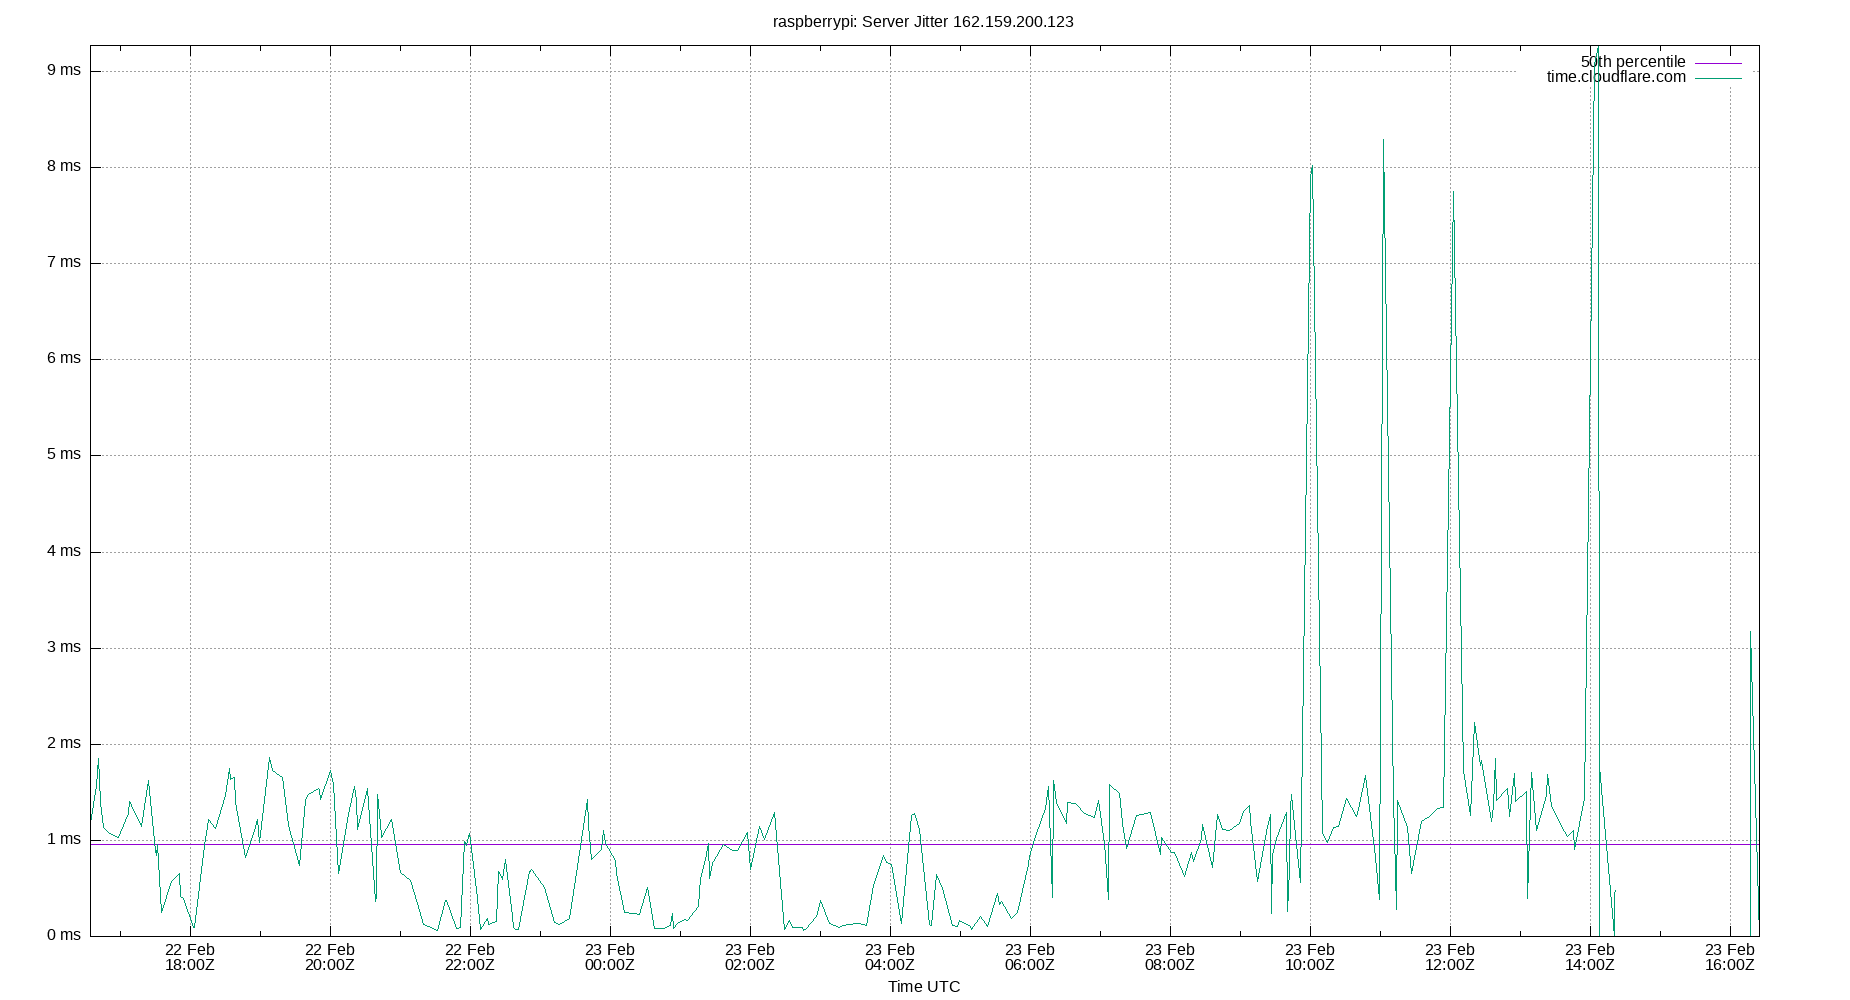 raspberrypi: Server Jitter 162.159.200.123
50th percentile
time.cloudflare.com
9 ms
8 ms
7 ms
6 ms
5 ms
4 ms
3 ms
2 ms
1 ms
0 ms
22 Feb 22 Feb 22 Feb 23 Feb 23 Feb 23 Feb 23 Feb 23 Feb 23 Feb 23 Feb 23 Feb 23 Feb
18:00Z 20:00Z 22:00Z 00:00Z 02:00Z 04:00Z 06:00Z 08:00Z 10:00Z 12:00Z 14:00Z 16:00Z
Time UTC